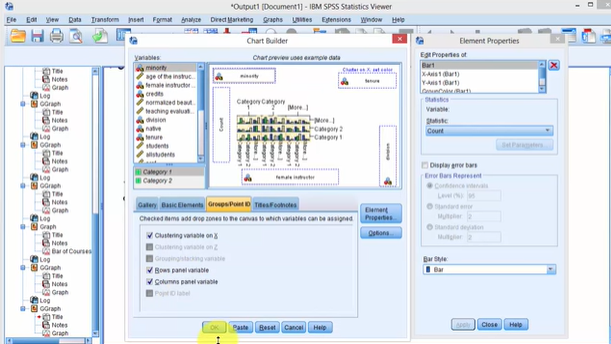 *Output1 [Document1] - IBM SPSS Statistics Viewer
File Edit View Data Transform Insert Format Analyze Direct Marketing Graphs Utilities Extensions Window Help
Title
Notes
Graph
Log
GGraph
Title
Notes
Graph
Log
GGraph
Title
Notes
Graph
Log
GGraph
Title
Notes
Graph
Log
Graph
Title
Notes
Bar of Courses
Log
GGraph
Title
Notes
Graph
Log
GGraph
Title
Notes
Graph
Chart Builder
Variables:
minority
age of the instruc...
female instructor...
credits
normalized beaut...
teaching evaluati...
division
native
tenure
students
allstudents
Category 1
Category 2
Chart preview uses example data
minority
Cluster on X: set color
tenure
Category Category
1 2 [More...]
Count
[More...]
Category 2
Category 1
division
female instructor
Gallery Basic Elements Groups/Point ID Titles/Footnotes
Checked items add drop zones to the canvas to which variables can be assigned.
Clustering variable on X
Clustering variable on Z
Grouping/stacking variable
Rows panel variable
Columns panel variable
Point ID label
Element Properties...
Options...
OK Paste Reset Cancel Help
Element Properties
Edit Properties of:
Bar1
X-Axis1 (Bar1)
Y-Axis1 (Bar1)
GroupColor (Bar1)
Statistics
Variable:
Statistic:
Count
Set Parameters...
Display error bars
Error Bars Represent
Confidence intervals
Level (%): 95
Standard error
Multiplier: 2
Standard deviation
Multiplier: 2
Bar Style:
Bar
Apply Close Help